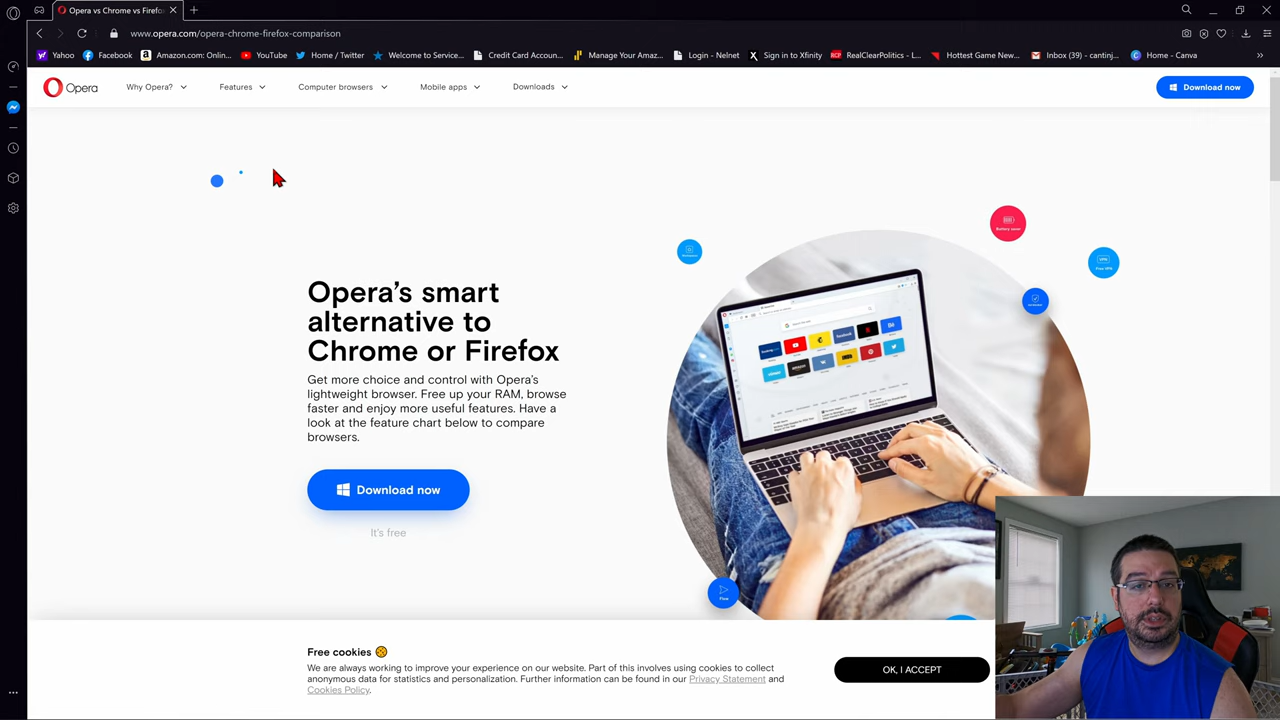 Opera vs Chrome vs Firefo
www.opera.com/opera-chrome-firefox-comparison
Yahoo
Facebook
Amazon.com: Onlin...
YouTube
Home / Twitter
Welcome to Service...
Credit Card Accoun...
Manage Your Amaz...
Login - Nelnet
Sign in to Xfinity
RealClearPolitics - L...
Hottest Game New...
Inbox (39) - cantinj...
Home - Canva
Opera
Why Opera?
Features
Computer browsers
Mobile apps
Downloads
Download now
Battery saver
VPN
Free VPN
Opera's smart
alternative to
Chrome or Firefox
Get more choice and control with Opera's
lightweight browser. Free up your RAM, browse
faster and enjoy more useful features. Have a
look at the feature chart below to compare
browsers.
Download now
It's free
Flow
Free cookies
We are always working to improve your experience on our website. Part of this involves using cookies to collect
anonymous data for statistics and personalization. Further information can be found in our Privacy Statement and
Cookies Policy.
OK, I ACCEPT